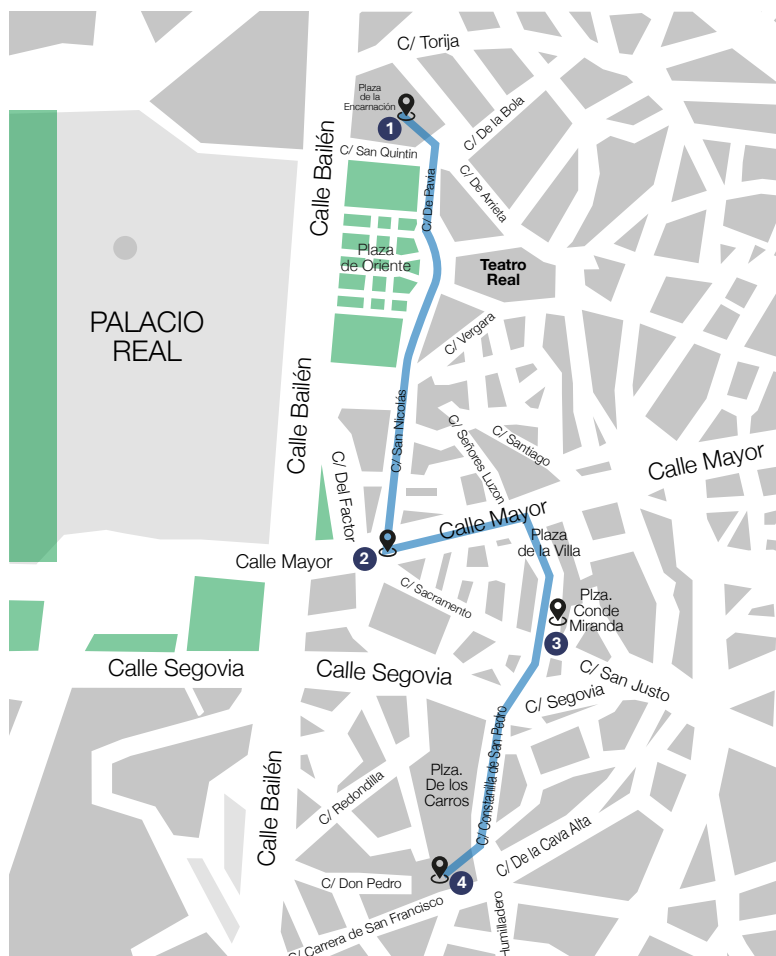 C/ Torija
Plaza
de la
Encarnación
1
C/ De la Bola
C/ San Quintin
Calle Bailén
C/ De Pavia
C/ De Arrieta
Plaza
de Oriente
Teatro
Real
PALACIO
REAL
C/ Vergara
Calle Bailén
C/ San Nicolás
C/ Señores Luzon
C/ Santiago
Calle Mayor
C/ Del Factor
Calle Mayor
Plaza
de la Villa
2
Calle Mayor
C/ Sacramento
Plza.
Conde
Miranda
3
Calle Segovia
Calle Segovia
C/ San Justo
C/ Segovia
C/ Constanilla de San Pedro
Plza.
De los
Carros
Calle Bailén
C/ Redondilla
C/ De la Cava Alta
C/ Don Pedro
4
C/ Carrera de San Francisco
Humilladero